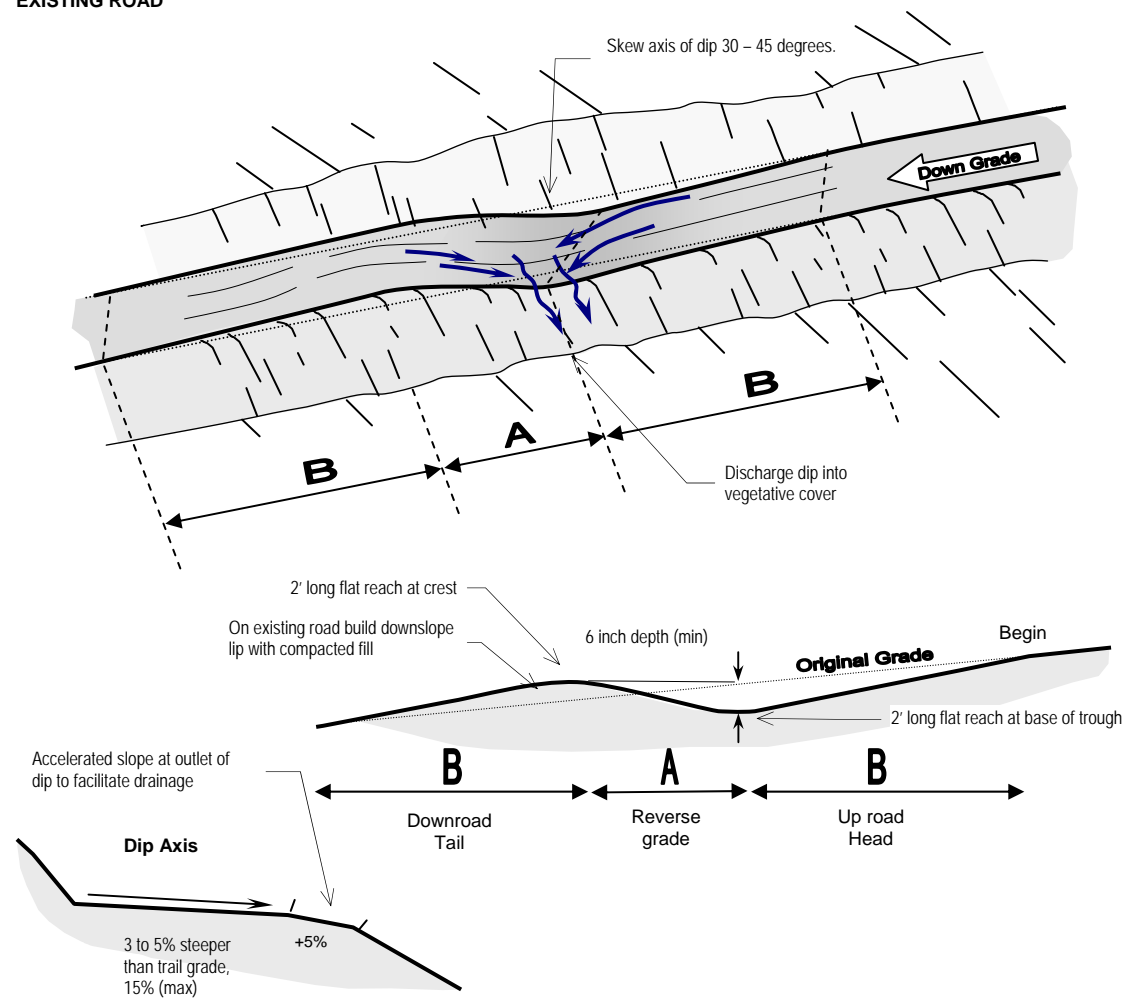 EXISTING ROAD
Skew axis of dip 30 – 45 degrees.
Down Grade
B
A
B
Discharge dip into
vegetative cover
2' long flat reach at crest
On existing road build downslope
lip with compacted fill
6 inch depth (min)
Begin
Original Grade
2' long flat reach at base of trough
B
A
B
Downroad
Tail
Reverse
grade
Up road
Head
Accelerated slope at outlet of
dip to facilitate drainage
Dip Axis
3 to 5% steeper
than trail grade,
15% (max)
+5%